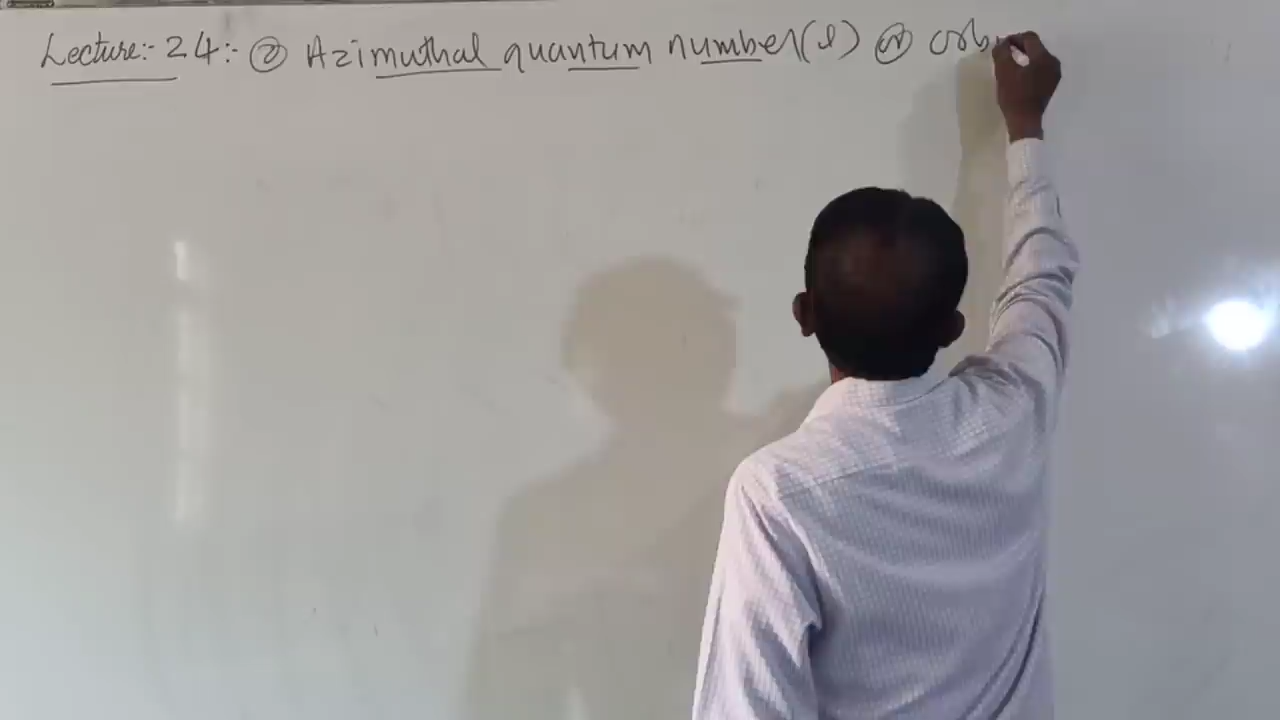 Lecture:- 24:- ② Azimuthal quantum number(l) or orb